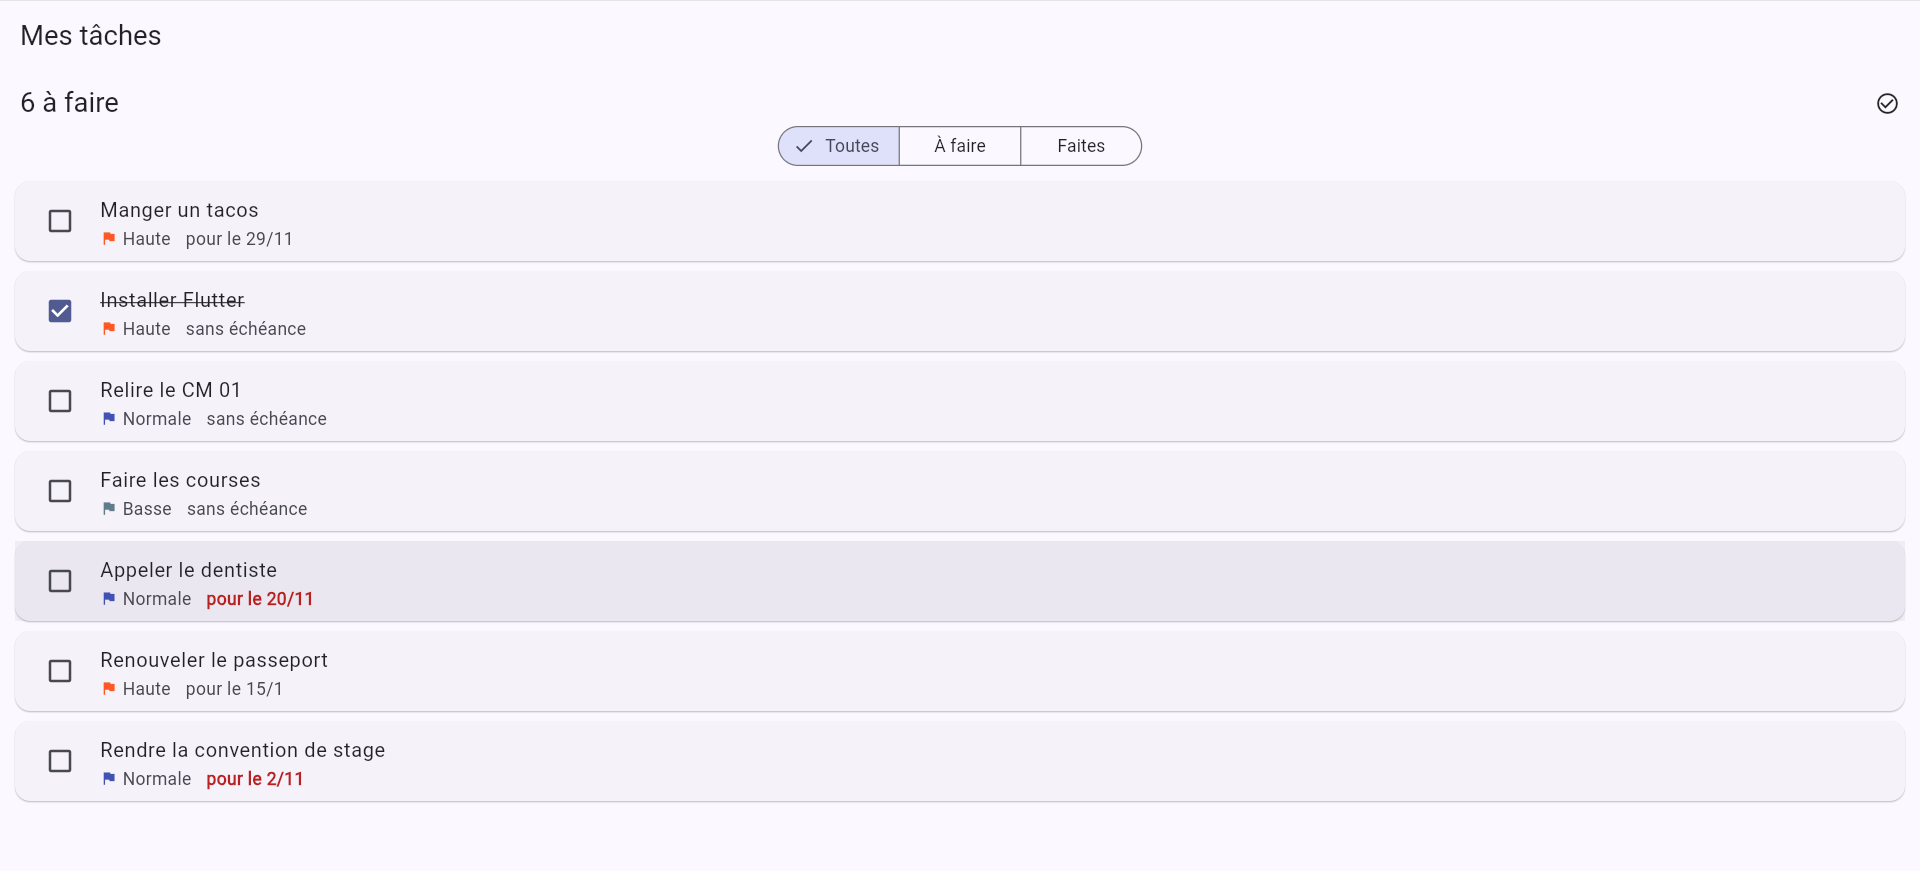 Mes tâches
6 à faire
Toutes À faire Faites
Manger un tacos
Haute pour le 29/11
Installer Flutter
Haute sans échéance
Relire le CM 01
Normale sans échéance
Faire les courses
Basse sans échéance
Appeler le dentiste
Normale pour le 20/11
Renouveler le passeport
Haute pour le 15/1
Rendre la convention de stage
Normale pour le 2/11